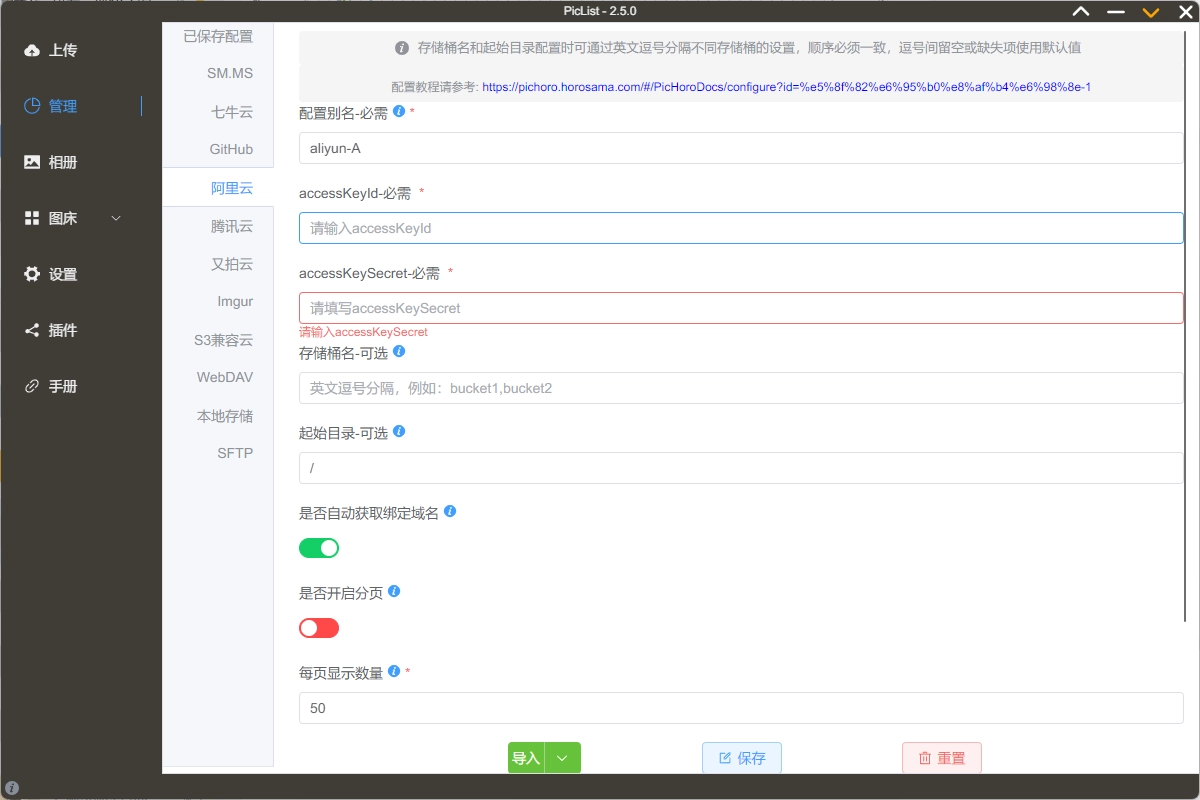 PicList - 2.5.0
上传
管理
相册
图床
设置
插件
手册
已保存配置
SM.MS
七牛云
GitHub
阿里云
腾讯云
又拍云
Imgur
S3兼容云
WebDAV
本地存储
SFTP
存储桶名和起始目录配置时可通过英文逗号分隔不同存储桶的设置，顺序必须一致，逗号间留空或缺失项使用默认值
配置教程请参考: https://pichoro.horosama.com/#/PicHoroDocs/configure?id=%e5%8f%82%e6%95%b0%e8%af%b4%e6%98%8e-1
配置别名-必需 *
aliyun-A
accessKeyId-必需 *
请输入accessKeyId
accessKeySecret-必需 *
请填写accessKeySecret
请输入accessKeySecret
存储桶名-可选
英文逗号分隔，例如：bucket1,bucket2
起始目录-可选
/
是否自动获取绑定域名
是否开启分页
每页显示数量 *
50
导入
保存
重置